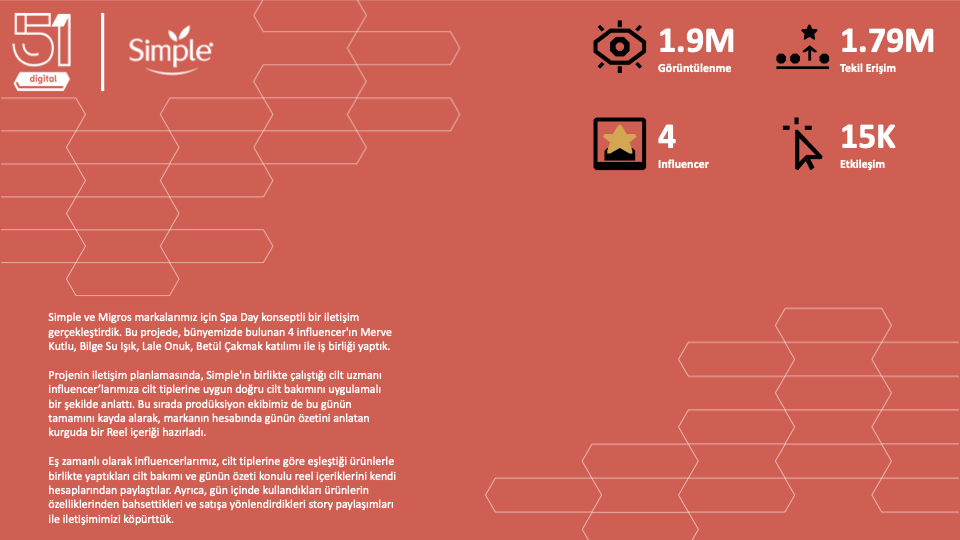 51
digital
Simple®
1.9M
Görüntülenme
1.79M
Tekil Erişim
4
Influencer
15K
Etkileşim
Simple ve Migros markalarımız için Spa Day konseptli bir iletişim
gerçekleştirdik. Bu projede, bünyemizde bulunan 4 influencer'ın Merve
Kutlu, Bilge Su Işık, Lale Onuk, Betül Çakmak katılımı ile iş birliği yaptık.
Projenin iletişim planlamasında, Simple'ın birlikte çalıştığı cilt uzmanı
influencer’larımıza cilt tiplerine uygun doğru cilt bakımını uygulamalı
bir şekilde anlattı. Bu sırada prodüksiyon ekibimiz de bu günün
tamamını kayda alarak, markanın hesabında günün özetini anlatan
kurguda bir Reel içeriği hazırladı.
Eş zamanlı olarak influencerlarımız, cilt tiplerine göre eşleştiği ürünlerle
birlikte yaptıkları cilt bakımı ve günün özeti konulu reel içeriklerini kendi
hesaplarından paylaştılar. Ayrıca, gün içinde kullandıkları ürünlerin
özelliklerinden bahsettikleri ve satışa yönlendirdikleri story paylaşımları
ile iletişimimizi köpürttük.